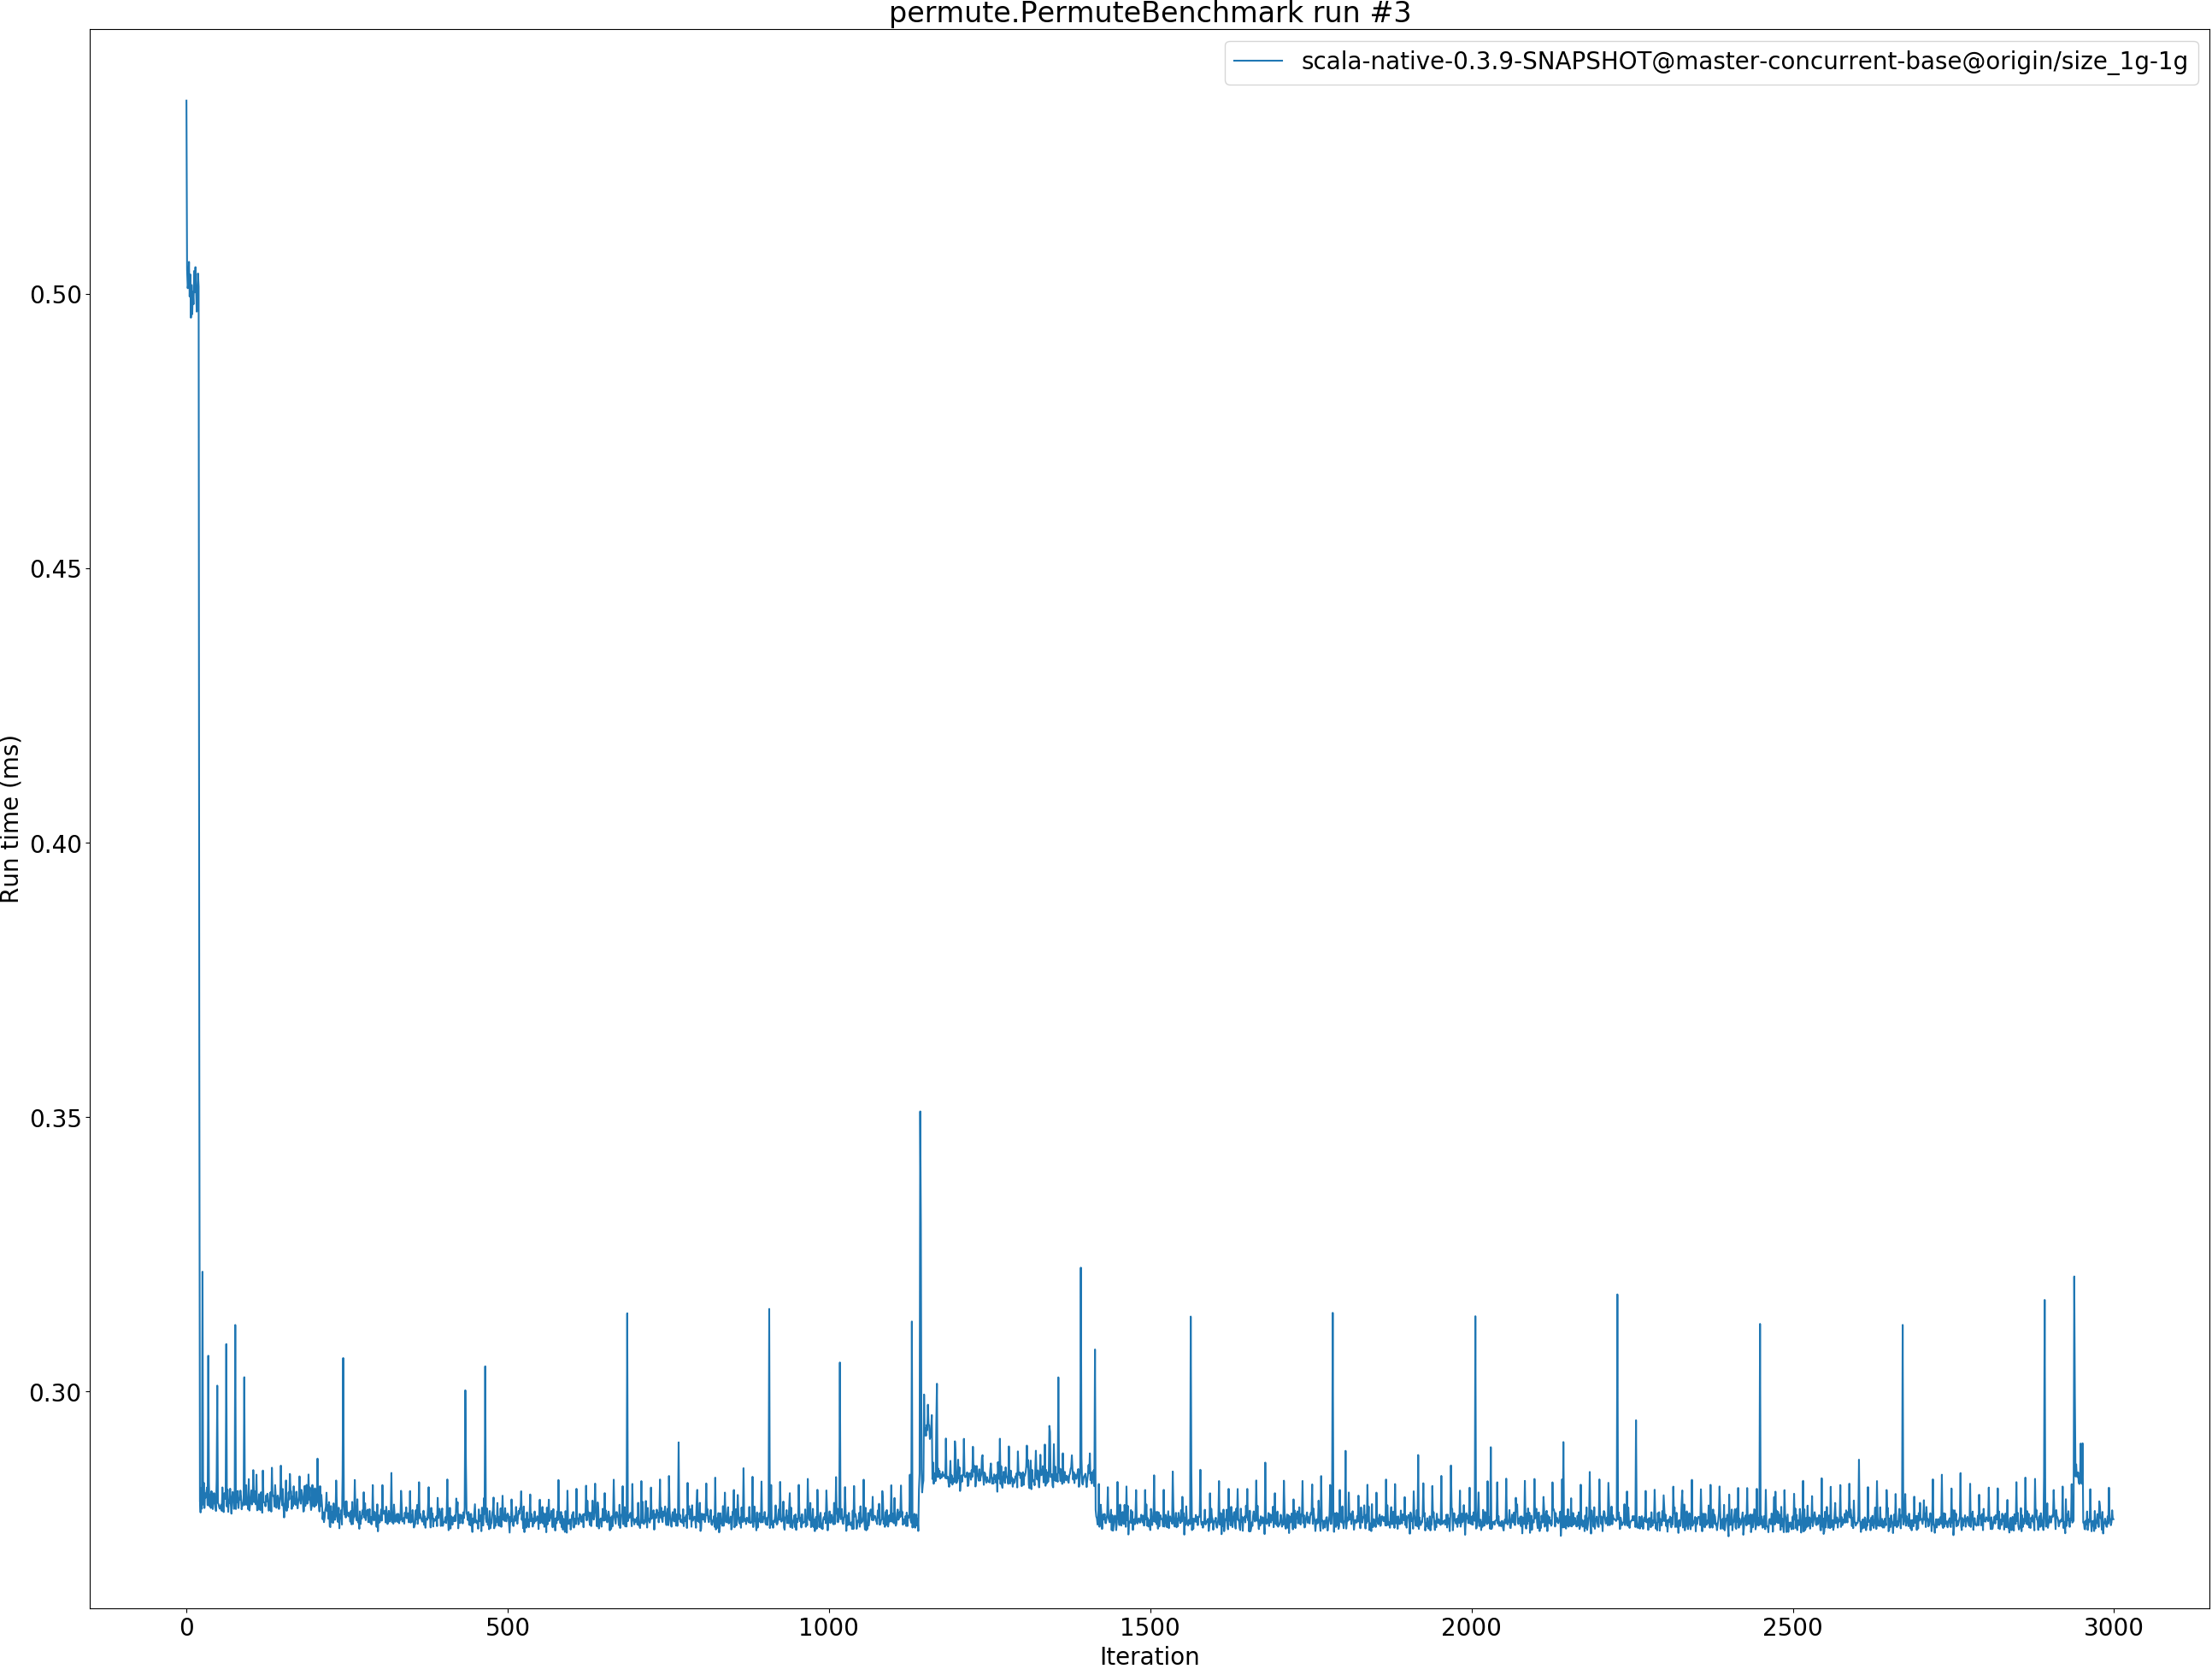 permute.PermuteBenchmark run #3
scala-native-0.3.9-SNAPSHOT@master-concurrent-base@origin/size_1g-1g
0.50
0.45
0.40
0.35
0.30
Run time (ms)
0 500 1000 1500 2000 2500 3000
Iteration